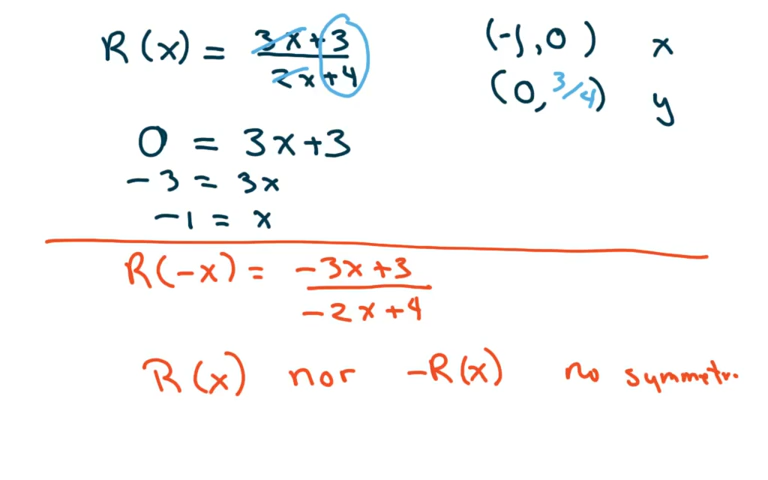 R(x) = 3x+3 / 2x+4
(-1,0) x
(0, 3/4) y
0 = 3x+3
-3 = 3x
-1 = x
R(-x) = -3x+3 / -2x+4
R(x) nor -R(x) no symmetr.